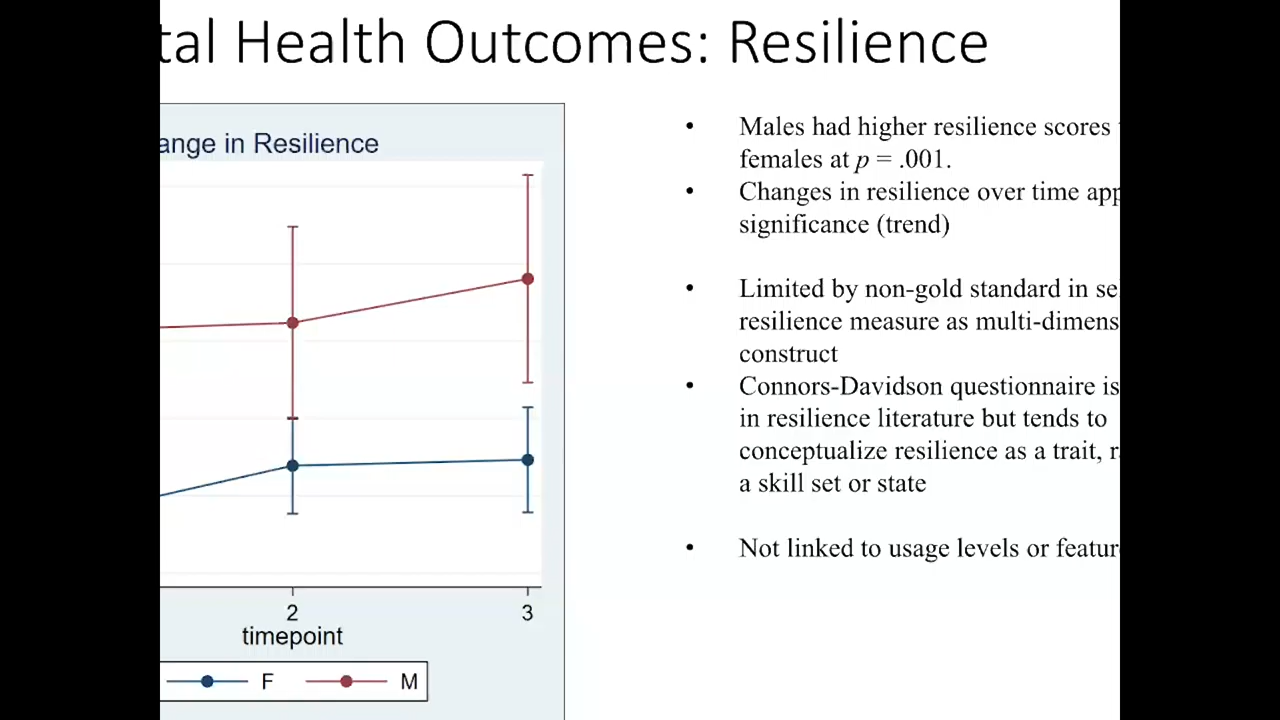 tal Health Outcomes: Resilience
ange in Resilience
2
3
timepoint
F
M
• Males had higher resilience scores
females at p = .001.
• Changes in resilience over time app
significance (trend)
• Limited by non-gold standard in se
resilience measure as multi-dimens
construct
• Connors-Davidson questionnaire is
in resilience literature but tends to
conceptualize resilience as a trait, r
a skill set or state
• Not linked to usage levels or featur